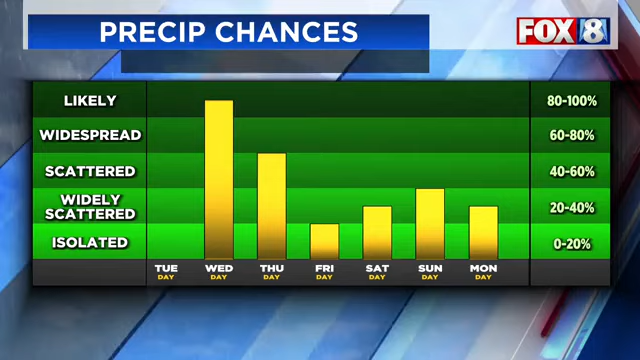 PRECIP CHANCES
FOX 8
LIKELY
80-100%
WIDESPREAD
60-80%
SCATTERED
40-60%
WIDELY
SCATTERED
20-40%
ISOLATED
0-20%
TUE WED THU FRI SAT SUN MON
DAY DAY DAY DAY DAY DAY DAY